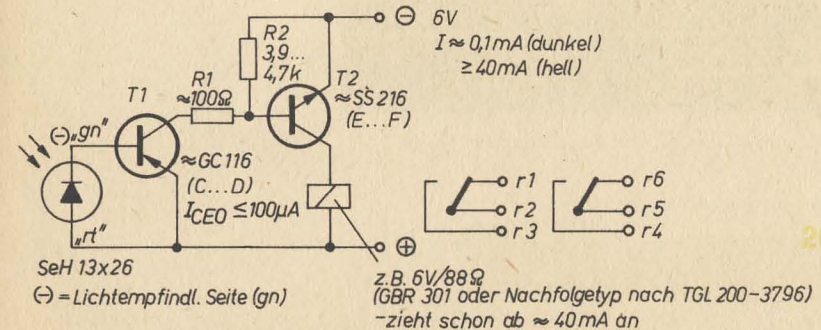 ⊖ 6V
I ≈ 0,1mA (dunkel)
≥ 40mA (hell)
R2
3,9...
4,7k
R1
≈100Ω
T1
T2
≈SS 216
(E...F)
(-) „gn"
≈GC116
(C...D)
I_CEO ≤ 100µA
„rt"
⊕
r1
r2
r3
r6
r5
r4
SeH 13x26
(-) = Lichtempfindl. Seite (gn)
z.B. 6V/88Ω
(GBR 301 oder Nachfolgetyp nach TGL 200-3796)
-zieht schon ab ≈ 40mA an